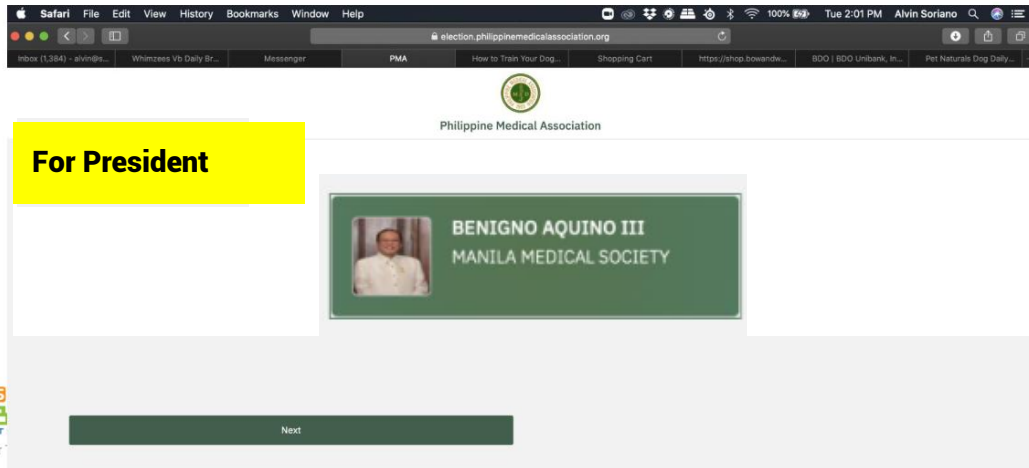 Safari File Edit View History Bookmarks Window Help 100% Tue 2:01 PM Alvin Soriano
election.philippinemedicalassociation.org
Inbox (1,384) - alvin@s... Whimzees Vb Daily Br... Messenger PMA How to Train Your Dog... Shopping Cart https://shop.bowandw... BDO | BDO Unibank, In... Pet Naturals Dog Daily...
Philippine Medical Association
For President
BENIGNO AQUINO III
MANILA MEDICAL SOCIETY
Next